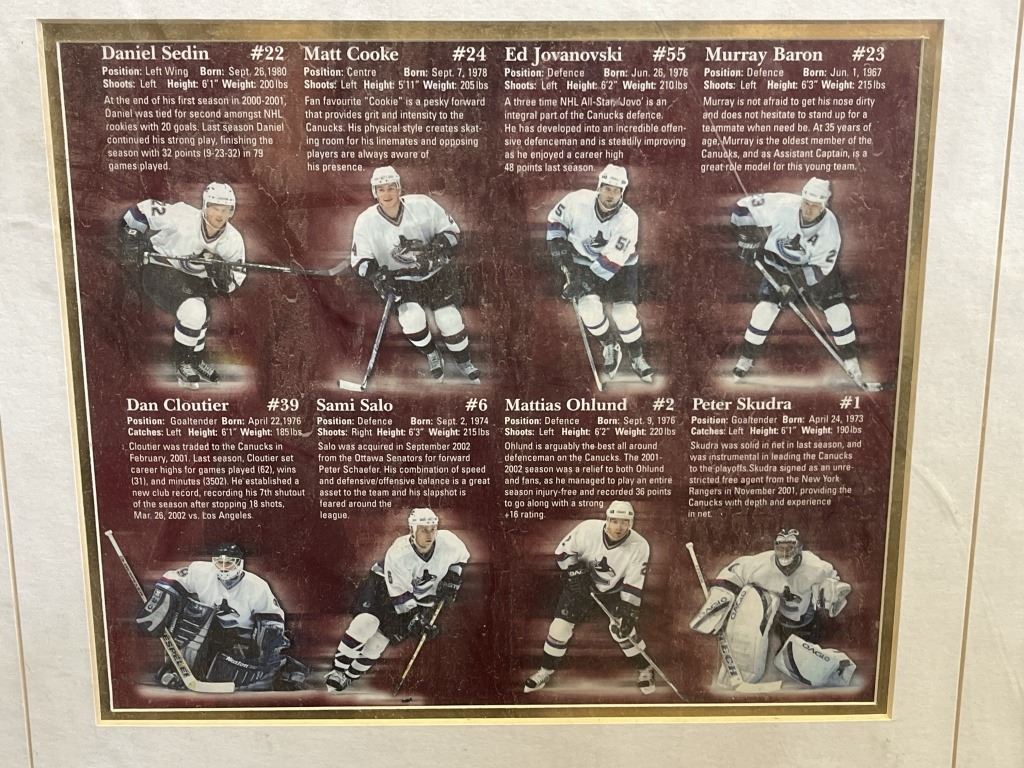 Daniel Sedin #22
Position: Left Wing Born: Sept. 26,1980
Shoots: Left Height: 6'1" Weight: 200lbs
At the end of his first season in 2000-2001,
Daniel was tied for second amongst NHL
rookies with 20 goals. Last season Daniel
continued his strong play, finishing the
season with 32 points (9-23-32) in 79
games played.
Matt Cooke #24
Position: Centre Born: Sept. 7, 1978
Shoots: Left Height: 5'11" Weight: 205lbs
Fan favourite "Cookie" is a pesky forward
that provides grit and intensity to the
Canucks. His physical style creates skat-
ing room for his linemates and opposing
players are always aware of
his presence.
Ed Jovanovski #55
Position: Defence Born: Jun. 26, 1976
Shoots: Left Height: 6'2" Weight: 210lbs
A three time NHL All-Star,'Jovo' is an
integral part of the Canucks defence.
He has developed into an incredible offen-
sive defenceman and is steadily improving
as he enjoyed a career high
48 points last season.
Murray Baron #23
Position: Defence Born: Jun. 1, 1967
Shoots: Left Height: 6'3" Weight: 215lbs
Murray is not afraid to get his nose dirty
and does not hesitate to stand up for a
teammate when need be. At 35 years of
age, Murray is the oldest member of the
Canucks, and as Assistant Captain, is a
great role model for this young team.
22
5
55
3
A
2
Dan Cloutier #39
Position: Goaltender Born: April 22,1976
Catches: Left Height: 6'1" Weight: 185lbs
Cloutier was traded to the Canucks in
February, 2001. Last season, Cloutier set
career highs for games played (62), wins
(31), and minutes (3502). He established a
new club record, recording his 7th shutout
of the season after stopping 18 shots,
Mar. 26, 2002 vs. Los Angeles.
Sami Salo #6
Position: Defence Born: Sept. 2, 1974
Shoots: Right Height: 6'3" Weight: 215lbs
Salo was acquired in September 2002
from the Ottawa Senators for forward
Peter Schaefer. His combination of speed
and defensive/offensive balance is a great
asset to the team and his slapshot is
feared around the
league.
Mattias Ohlund #2
Position: Defence Born: Sept. 9, 1976
Shoots: Left Height: 6'2" Weight: 220lbs
Ohlund is arguably the best all around
defenceman on the Canucks. The 2001-
2002 season was a relief to both Ohlund
and fans, as he managed to play an entire
season injury-free and recorded 36 points
to go along with a strong
+16 rating.
Peter Skudra #1
Position: Goaltender Born: April 24, 1973
Catches: Left Height: 6'1" Weight: 190lbs
Skudra was solid in net in last season, and
was instrumental in leading the Canucks
to the playoffs. Skudra signed as an unre-
stricted free agent from the New York
Rangers in November 2001, providing the
Canucks with depth and experience
in net.
6
2
2